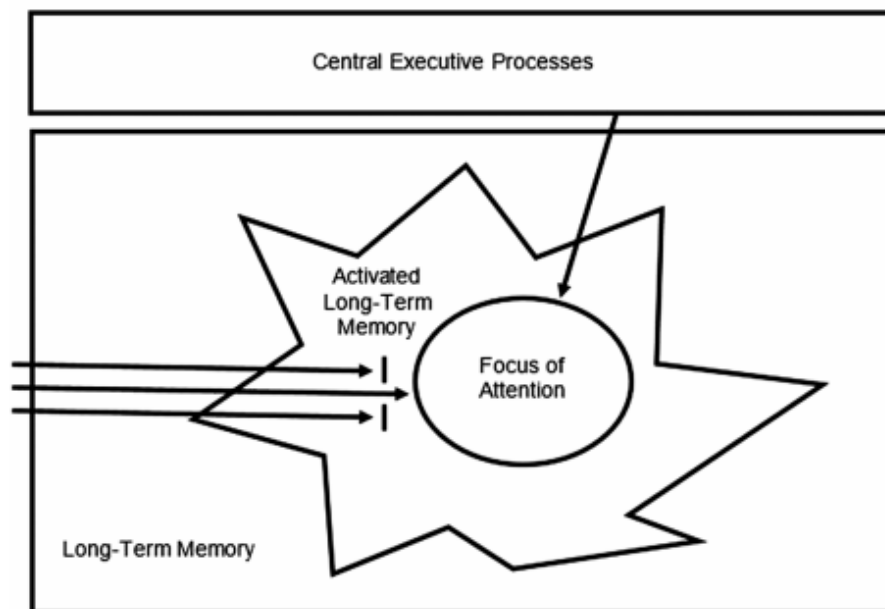 Central Executive Processes
Activated
Long-Term
Memory
Focus of
Attention
Long-Term Memory